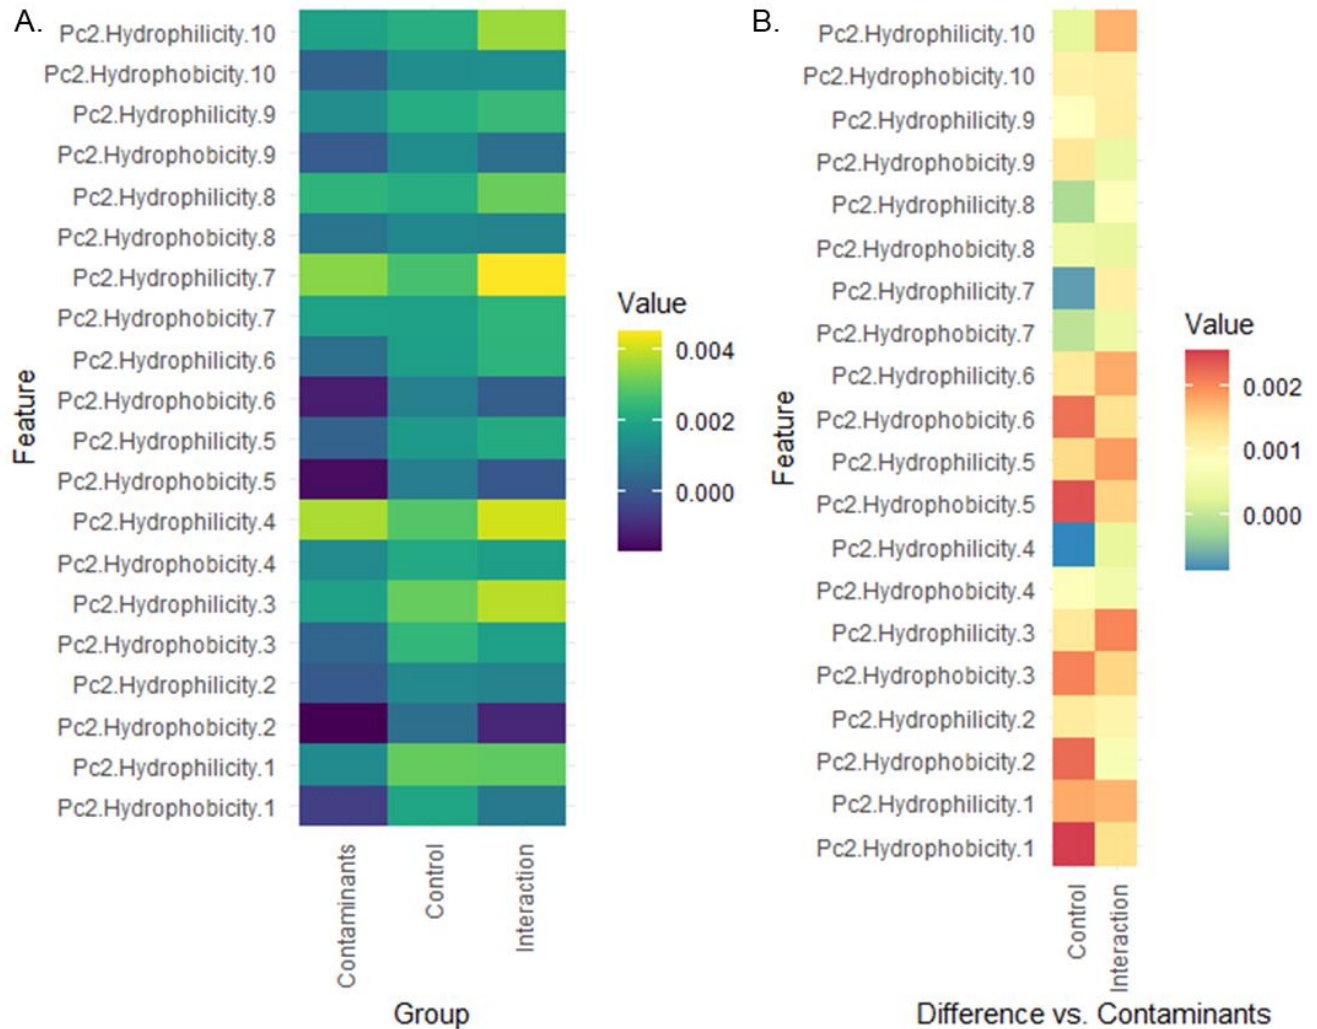 A.
Pc2.Hydrophilicity.10
Pc2.Hydrophobicity.10
Pc2.Hydrophilicity.9
Pc2.Hydrophobicity.9
Pc2.Hydrophilicity.8
Pc2.Hydrophobicity.8
Pc2.Hydrophilicity.7
Pc2.Hydrophobicity.7
Pc2.Hydrophilicity.6
Pc2.Hydrophobicity.6
Pc2.Hydrophilicity.5
Pc2.Hydrophobicity.5
Pc2.Hydrophilicity.4
Pc2.Hydrophobicity.4
Pc2.Hydrophilicity.3
Pc2.Hydrophobicity.3
Pc2.Hydrophilicity.2
Pc2.Hydrophobicity.2
Pc2.Hydrophilicity.1
Pc2.Hydrophobicity.1
Feature
Contaminants
Control
Interaction
Group
Value
0.004
0.002
0.000
B.
Pc2.Hydrophilicity.10
Pc2.Hydrophobicity.10
Pc2.Hydrophilicity.9
Pc2.Hydrophobicity.9
Pc2.Hydrophilicity.8
Pc2.Hydrophobicity.8
Pc2.Hydrophilicity.7
Pc2.Hydrophobicity.7
Pc2.Hydrophilicity.6
Pc2.Hydrophobicity.6
Pc2.Hydrophilicity.5
Pc2.Hydrophobicity.5
Pc2.Hydrophilicity.4
Pc2.Hydrophobicity.4
Pc2.Hydrophilicity.3
Pc2.Hydrophobicity.3
Pc2.Hydrophilicity.2
Pc2.Hydrophobicity.2
Pc2.Hydrophilicity.1
Pc2.Hydrophobicity.1
Feature
Control
Interaction
Difference vs. Contaminants
Value
0.002
0.001
0.000